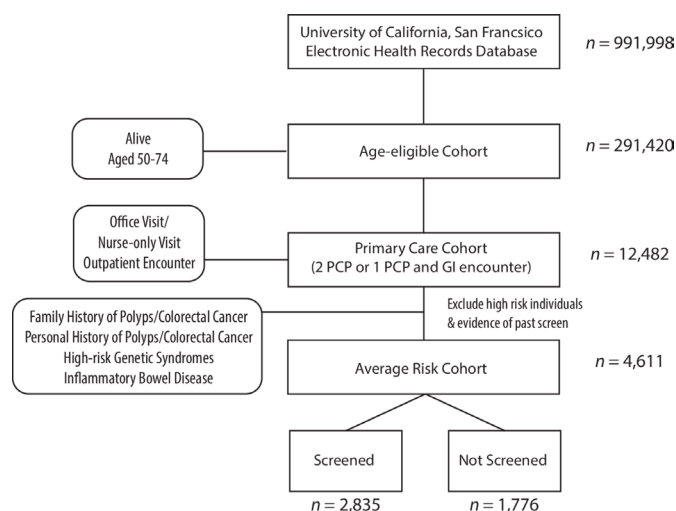 University of California, San Francsico
Electronic Health Records Database
n = 991,998
Alive
Aged 50-74
Age-eligible Cohort
n = 291,420
Office Visit/
Nurse-only Visit
Outpatient Encounter
Primary Care Cohort
(2 PCP or 1 PCP and GI encounter)
n = 12,482
Family History of Polyps/Colorectal Cancer
Personal History of Polyps/Colorectal Cancer
High-risk Genetic Syndromes
Inflammatory Bowel Disease
Exclude high risk individuals
& evidence of past screen
Average Risk Cohort
n = 4,611
Screened
Not Screened
n = 2,835
n = 1,776